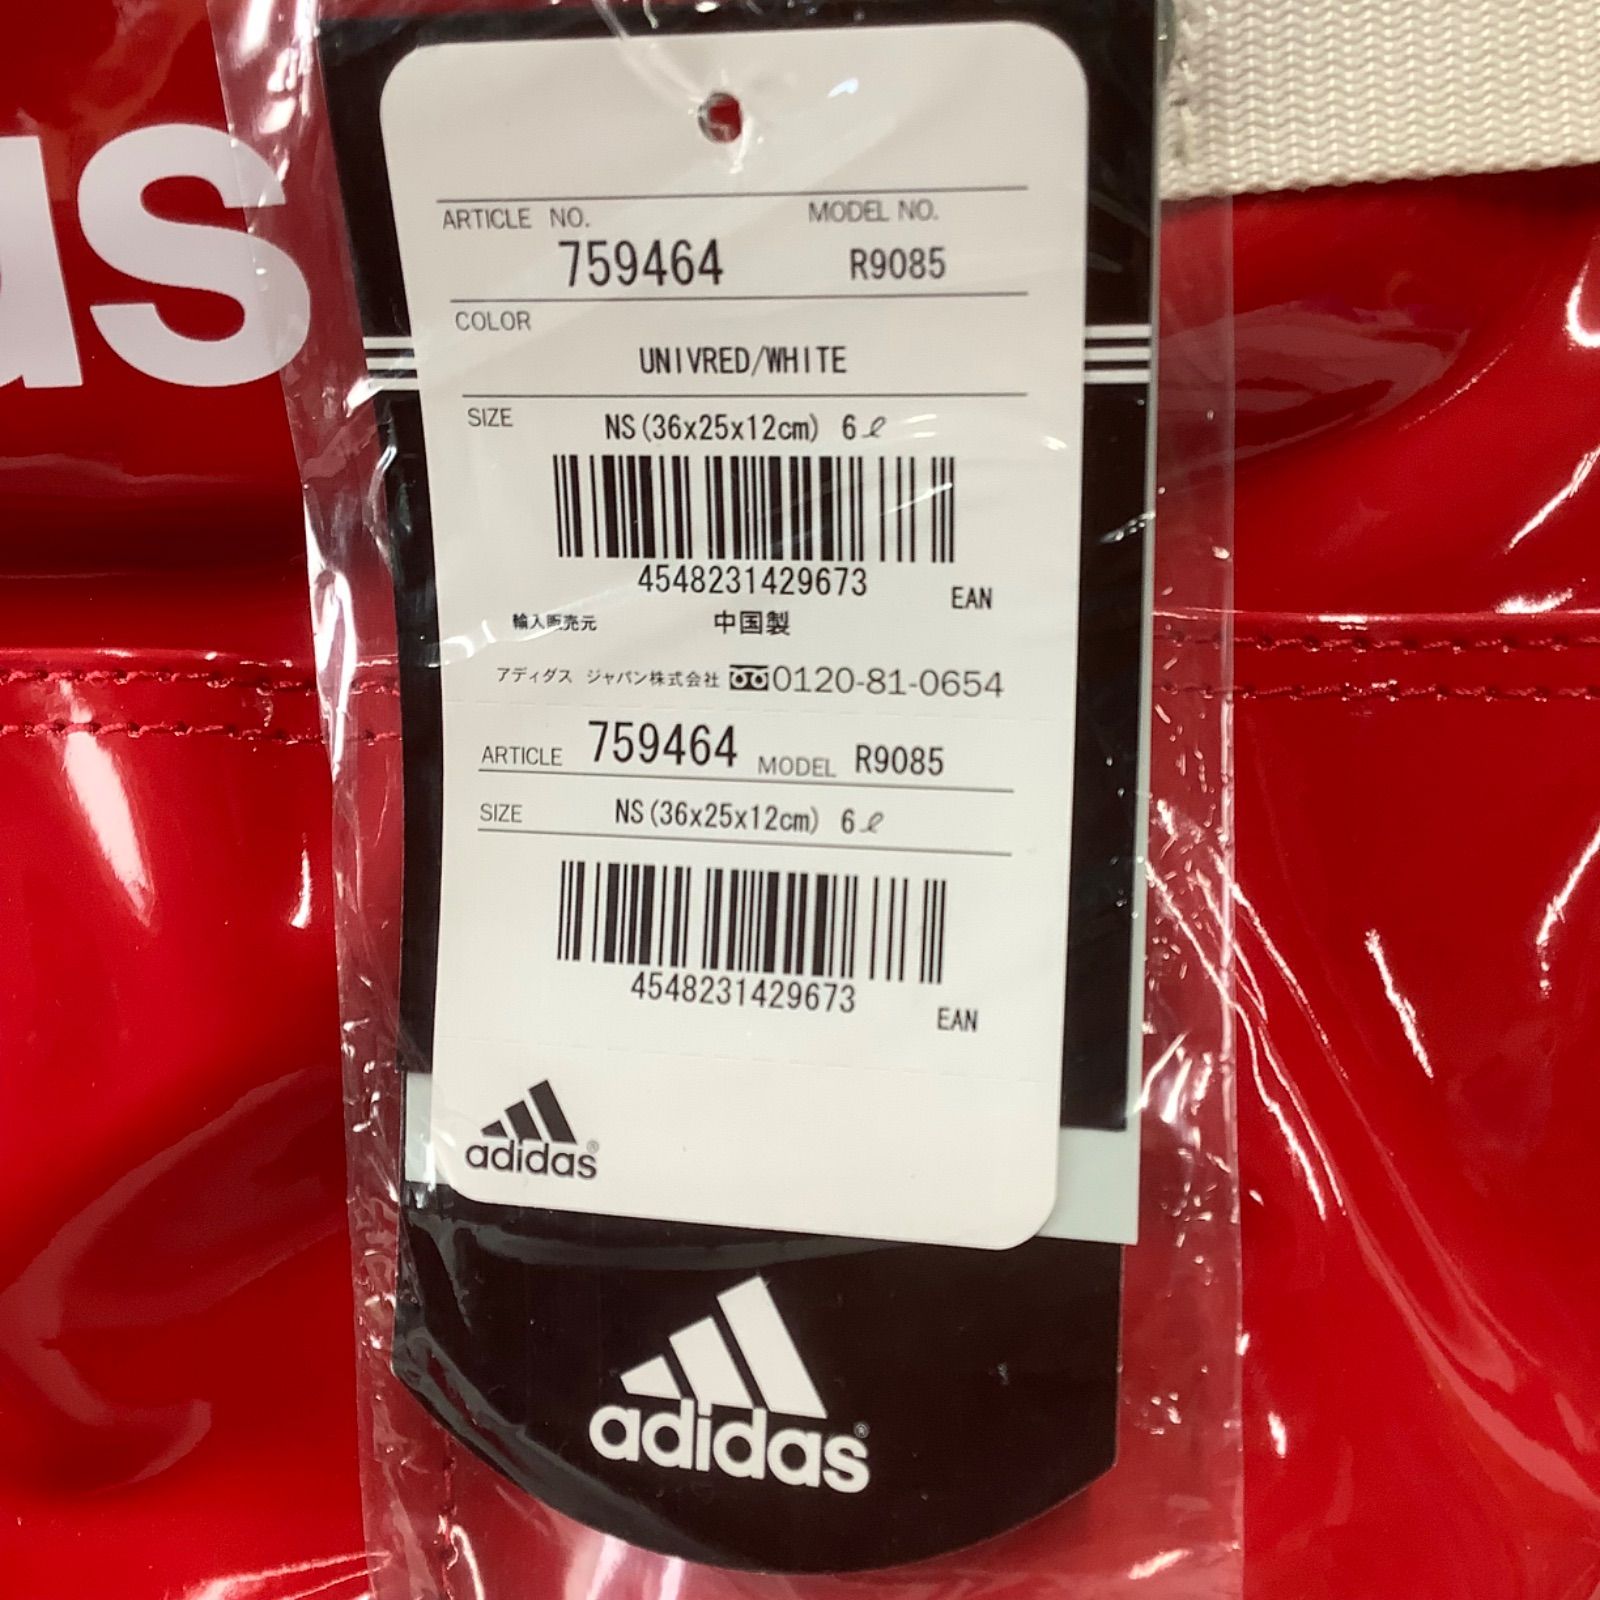 as
ARTICLE NO. MODEL NO.
759464 R9085
COLOR
UNIVRED/WHITE
SIZE NS(36x25x12cm) 6ℓ
4548231429673 EAN
輸入販売元 中国製
アディダス ジャパン株式会社 0120-81-0654
ARTICLE 759464 MODEL R9085
SIZE NS(36x25x12cm) 6ℓ
4548231429673
EAN
adidas®
adidas®